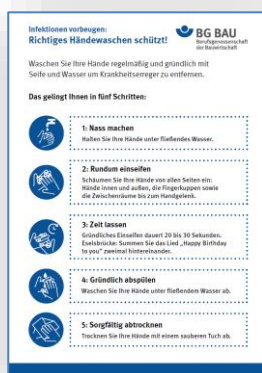 Infektionen vorbeugen:
Richtiges Händewaschen schützt!
BG BAU
Berufsgenossenschaft
der Bauwirtschaft
Waschen Sie Ihre Hände regelmäßig und gründlich mit
Seife und Wasser um Krankheitserreger zu entfernen.
Das gelingt Ihnen in fünf Schritten:
1: Nass machen
Halten Sie Ihre Hände unter fließendes Wasser.
2: Rundum einseifen
Schäumen Sie Ihre Hände von allen Seiten ein:
Hände innen und außen, die Fingerkuppen sowie
die Zwischenräume bis zum Handgelenk.
3: Zeit lassen
Gründliches Einseifen dauert 20 bis 30 Sekunden.
Eselsbrücke: Summen Sie das Lied „Happy Birthday
to you" zweimal hintereinander.
4: Gründlich abspülen
Waschen Sie Ihre Hände unter fließendem Wasser ab.
5: Sorgfältig abtrocknen
Trocknen Sie Ihre Hände mit einem sauberen Tuch ab.